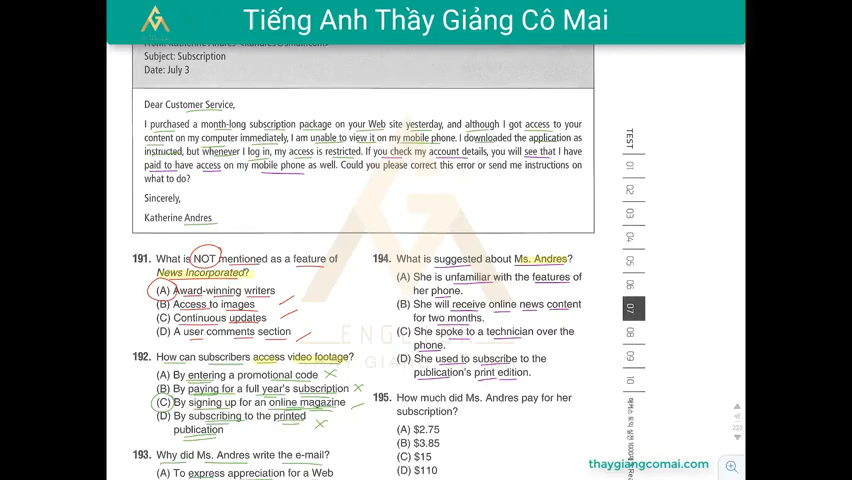 Tiếng Anh Thầy Giảng Cô Mai
From: Katherine Andres <kandres@smail.com>
Subject: Subscription
Date: July 3
Dear Customer Service,
I purchased a month-long subscription package on your Web site yesterday, and although I got access to your
content on my computer immediately, I am unable to view it on my mobile phone. I downloaded the application as
instructed, but whenever I log in, my access is restricted. If you check my account details, you will see that I have
paid to have access on my mobile phone as well. Could you please correct this error or send me instructions on
what to do?
Sincerely,
Katherine Andres
191. What is NOT mentioned as a feature of
News Incorporated?
(A) Award-winning writers
(B) Access to images
(C) Continuous updates
(D) A user comments section
192. How can subscribers access video footage?
(A) By entering a promotional code
(B) By paying for a full year's subscription
(C) By signing up for an online magazine
(D) By subscribing to the printed
publication
193. Why did Ms. Andres write the e-mail?
(A) To express appreciation for a Web
194. What is suggested about Ms. Andres?
(A) She is unfamiliar with the features of
her phone.
(B) She will receive online news content
for two months.
(C) She spoke to a technician over the
phone.
(D) She used to subscribe to the
publication's print edition.
195. How much did Ms. Andres pay for her
subscription?
(A) $2.75
(B) $3.85
(C) $15
(D) $110
TEST
01
02
03
04
05
06
07
08
09
10
ENGLISH
thaygiangcomai.com